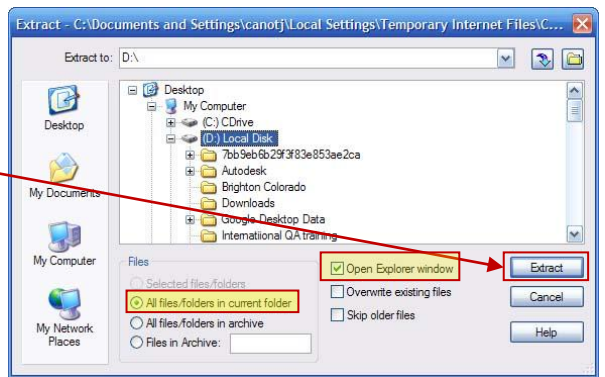 Extract - C:\Documents and Settings\canotj\Local Settings\Temporary Internet Files\C...
Extract to: D:\
Desktop
My Documents
My Computer
My Network
Places
Desktop
My Computer
(C:) CDrive
(D:) Local Disk
7bb9eb6b29f3f83e853ae2ca
Autodesk
Brighton Colorado
Downloads
Google Desktop Data
Internatiional QA training
Files
Selected files/folders
All files/folders in current folder
All files/folders in archive
Files in Archive:
Open Explorer window
Overwrite existing files
Skip older files
Extract
Cancel
Help